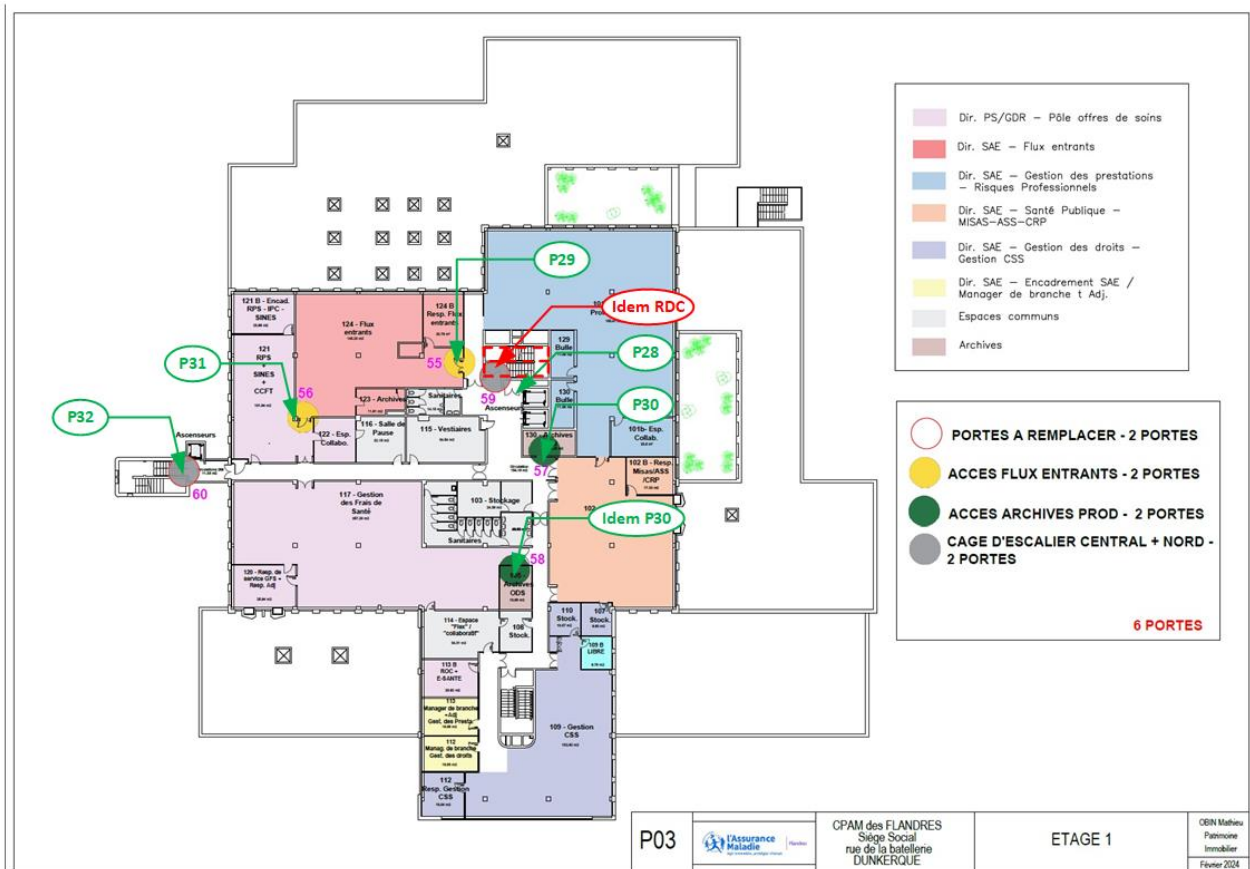 Dir. PS/GDR – Pôle offres de soins
Dir. SAE – Flux entrants
Dir. SAE – Gestion des prestations
– Risques Professionnels
Dir. SAE – Santé Publique –
MISAS-ASS-CRP
Dir. SAE – Gestion des droits –
Gestion CSS
Dir. SAE – Encadrement SAE /
Manager de branche t Adj.
Espaces communs
Archives
PORTES A REMPLACER - 2 PORTES
ACCES FLUX ENTRANTS - 2 PORTES
ACCES ARCHIVES PROD - 2 PORTES
CAGE D'ESCALIER CENTRAL + NORD -
2 PORTES
6 PORTES
P29
Idem RDC
P28
P31
P30
P32
Idem P30
55
56
59
57
60
58
121 B - Encad.
RPS - IPC -
SINES
124 - Flux
entrants
124 B
Resp. Flux
entrants
121
RPS
+
SINES
+
CCFT
129
Bulle
130
Bulle
123 - Archives
Sanitaires
Ascenseurs
116 - Salle de
Pause
115 - Vestiaires
122 - Esp.
Collabo.
130 - Archives
101b- Esp.
Collab.
102 B - Resp.
Misas/ASS
/CRP
Ascenseurs
117 - Gestion
des Frais de
Santé
103 - Stockage
Sanitaires
120 - Resp. de
service GFS +
Resp. Adj
Archives
ODS
114 - Espace
"Flex" /
"collaboratif"
108
Stock.
110
Stock.
107
Stock.
109 B
LIBRE
113 B
ROC +
E-SANTE
113
Manager de branche
+Adj
Gest. des Presta.
112
Manag. de branche
Gest. des droits
109 - Gestion
CSS
112
Resp. Gestion
CSS
P03
l'Assurance
Maladie
Flandres
CPAM des FLANDRES
Siège Social
rue de la batellerie
DUNKERQUE
ETAGE 1
OBIN Mathieu
Patrimoine
Immobilier
Février 2024